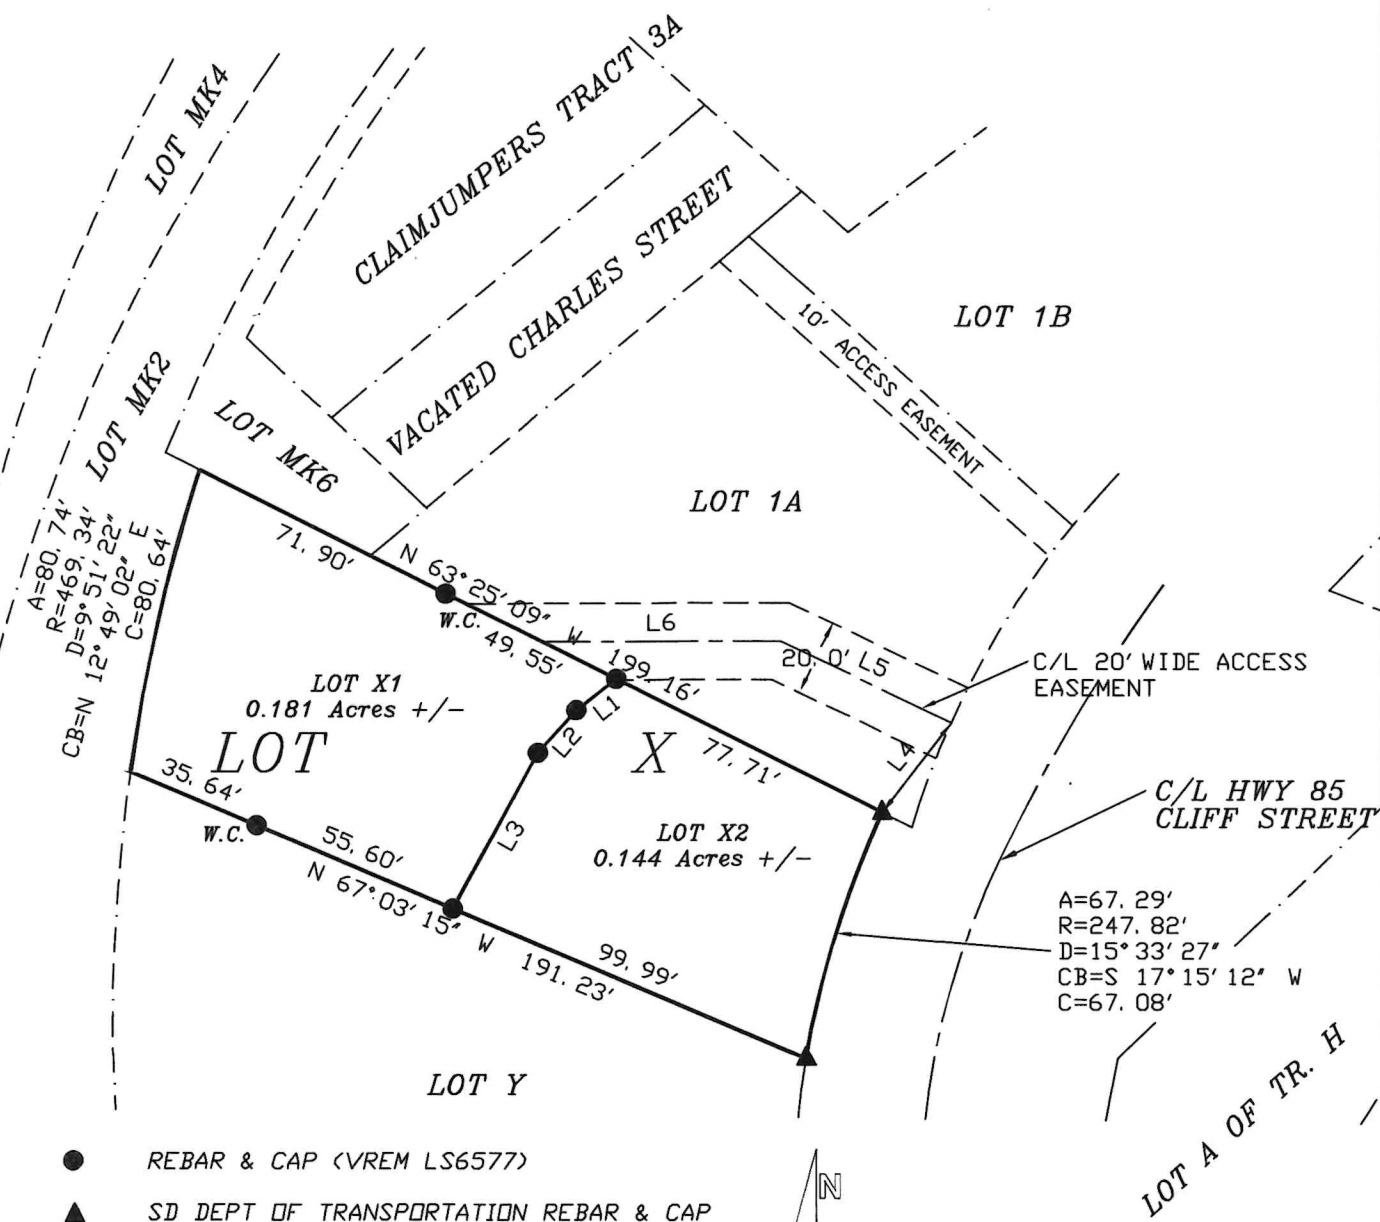 LOT MK4
CLAIMJUMPERS TRACT 3A
VACATED CHARLES STREET
LOT 1B
10' ACCESS EASEMENT
LOT MK2
LOT MK6
LOT 1A
A=80.74'
R=469.34'
D=9°51'22"
CB=N 12°49'02" E
C=80.64'
71.90'
N 63°25'09" W 199.16'
W.C.
49.55'
L6
20.0'
L5
C/L 20' WIDE ACCESS
EASEMENT
LOT X1
0.181 Acres +/-
L1
L2
L3
L4
LOT X
77.71'
35.64'
W.C.
55.60'
N 67°03'15" W 191.23'
99.99'
LOT X2
0.144 Acres +/-
C/L HWY 85
CLIFF STREET
A=67.29'
R=247.82'
D=15°33'27"
CB=S 17°15'12" W
C=67.08'
LOT Y
LOT A OF TR. H
REBAR & CAP (VREM LS6577)
N
SD DEPT OF TRANSPORTATION REBAR & CAP